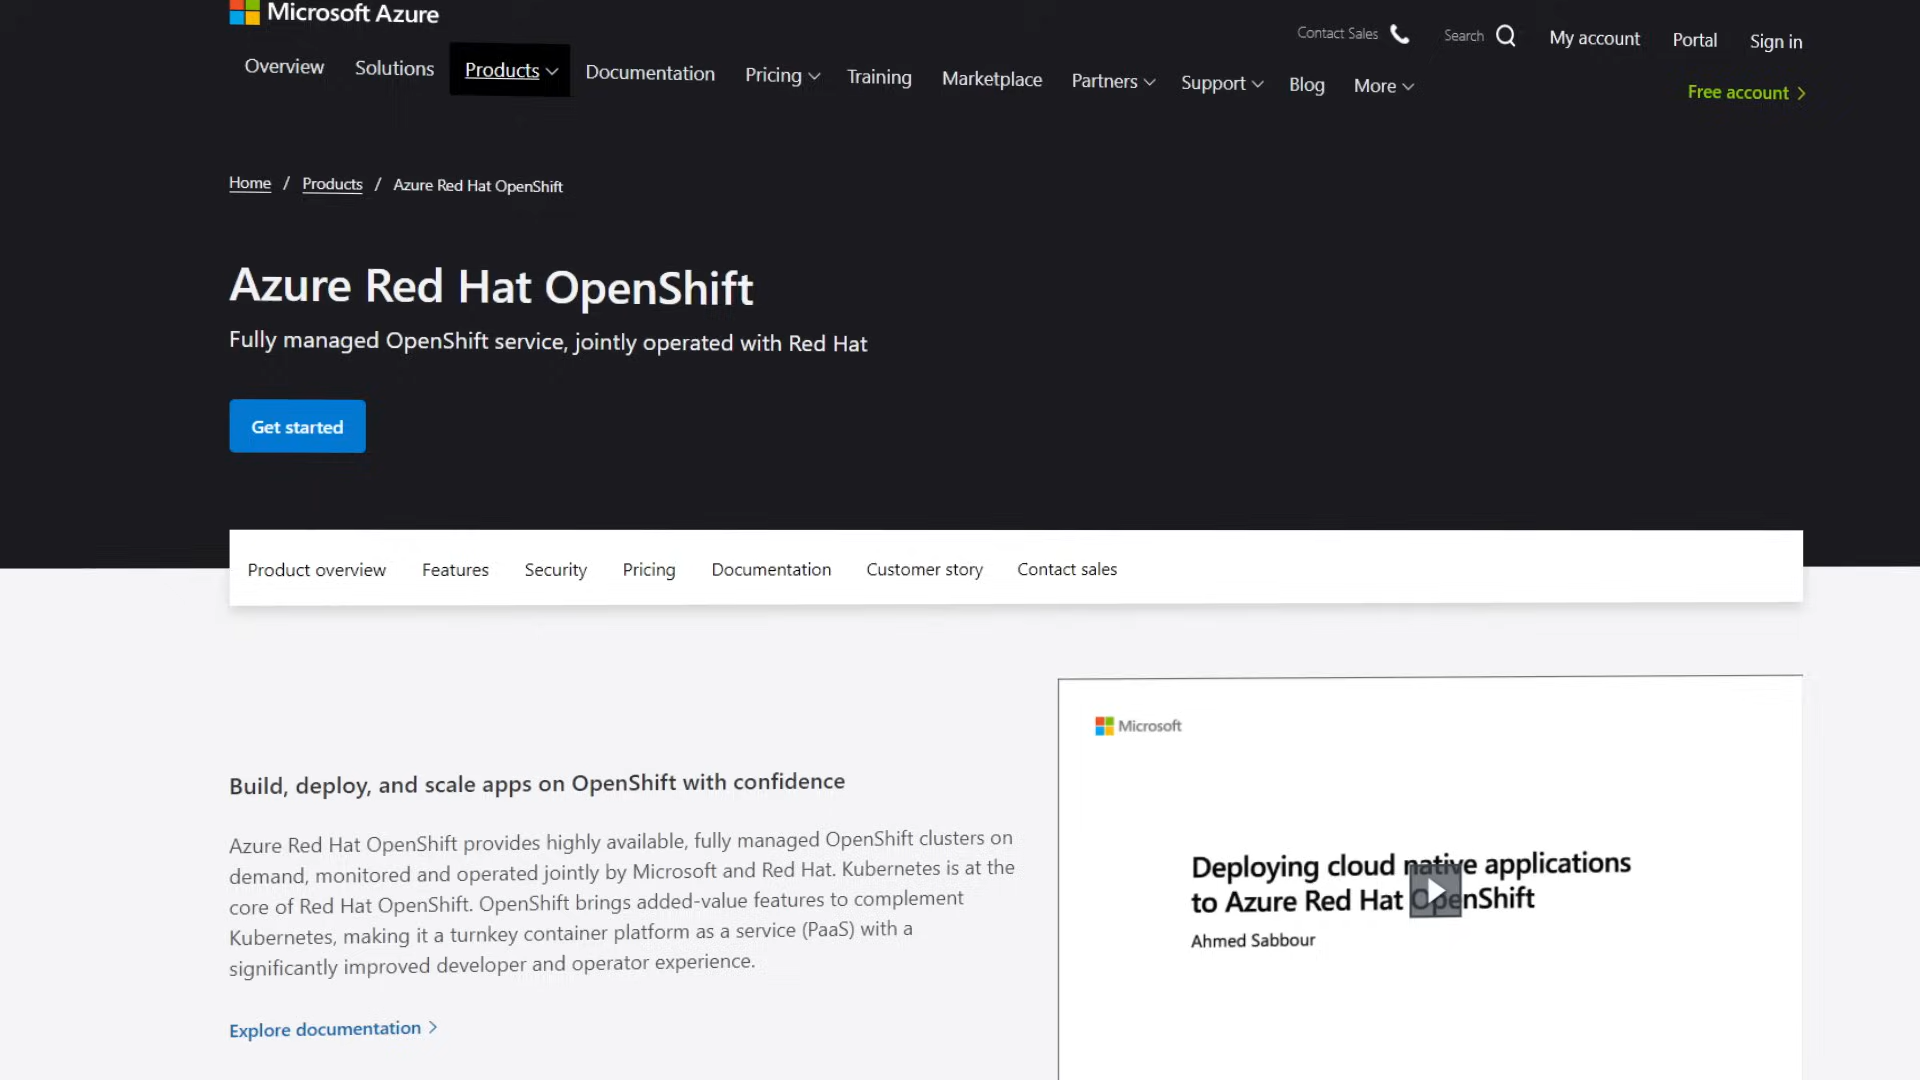 Microsoft Azure
Contact Sales
Search
My account
Portal
Sign in
Overview
Solutions
Products
Documentation
Pricing
Training
Marketplace
Partners
Support
Blog
More
Free account
Home / Products / Azure Red Hat OpenShift
Azure Red Hat OpenShift
Fully managed OpenShift service, jointly operated with Red Hat
Get started
Product overview
Features
Security
Pricing
Documentation
Customer story
Contact sales
Build, deploy, and scale apps on OpenShift with confidence
Azure Red Hat OpenShift provides highly available, fully managed OpenShift clusters on
demand, monitored and operated jointly by Microsoft and Red Hat. Kubernetes is at the
core of Red Hat OpenShift. OpenShift brings added-value features to complement
Kubernetes, making it a turnkey container platform as a service (PaaS) with a
significantly improved developer and operator experience.
Explore documentation
Microsoft
Deploying cloud native applications
to Azure Red Hat OpenShift
Ahmed Sabbour